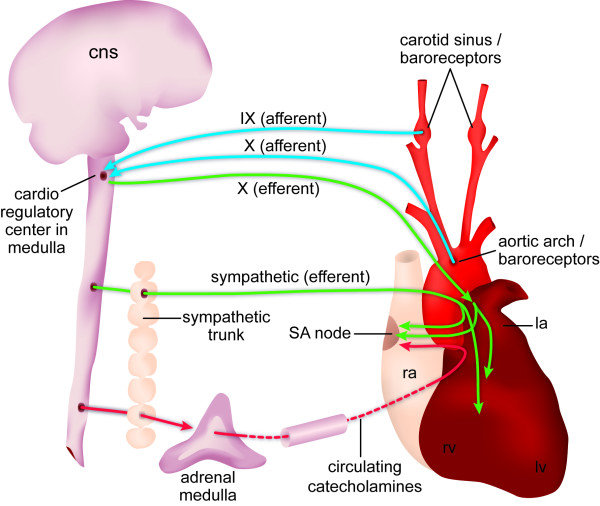 cns
carotid sinus /
baroreceptors
IX (afferent)
X (afferent)
X (efferent)
cardio
regulatory
center in
medulla
aortic arch /
baroreceptors
sympathetic (efferent)
sympathetic
trunk
SA node
la
ra
rv
lv
adrenal
medulla
circulating
catecholamines